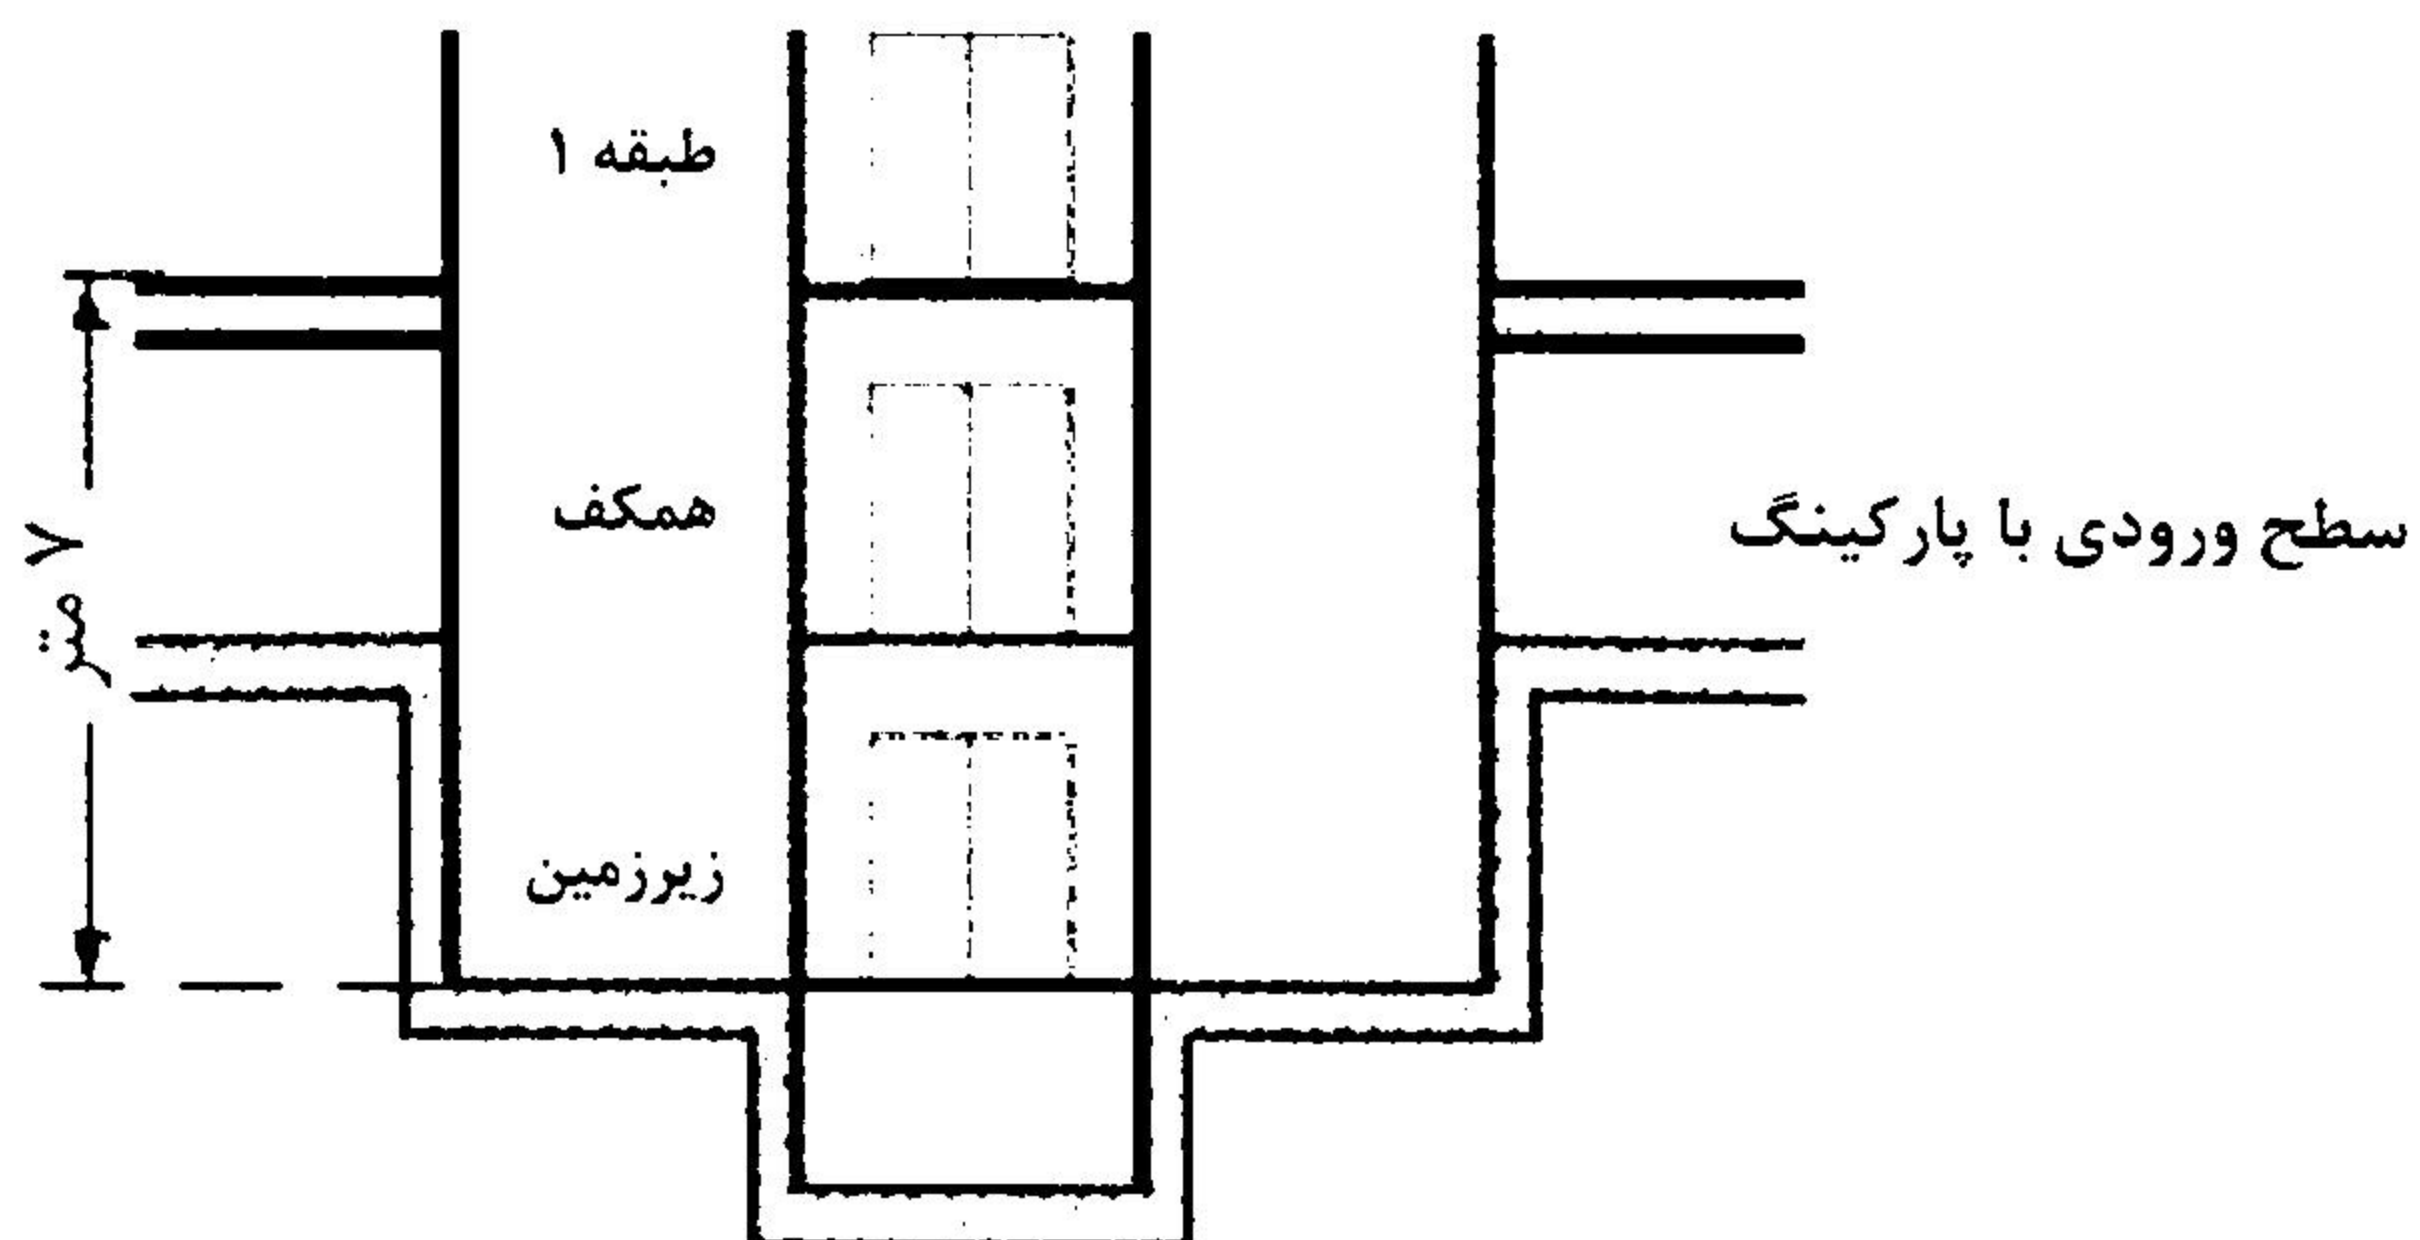 طبقه ۱
همکف
سطح ورودی با پارکینگ
۷ متر
زیرزمین